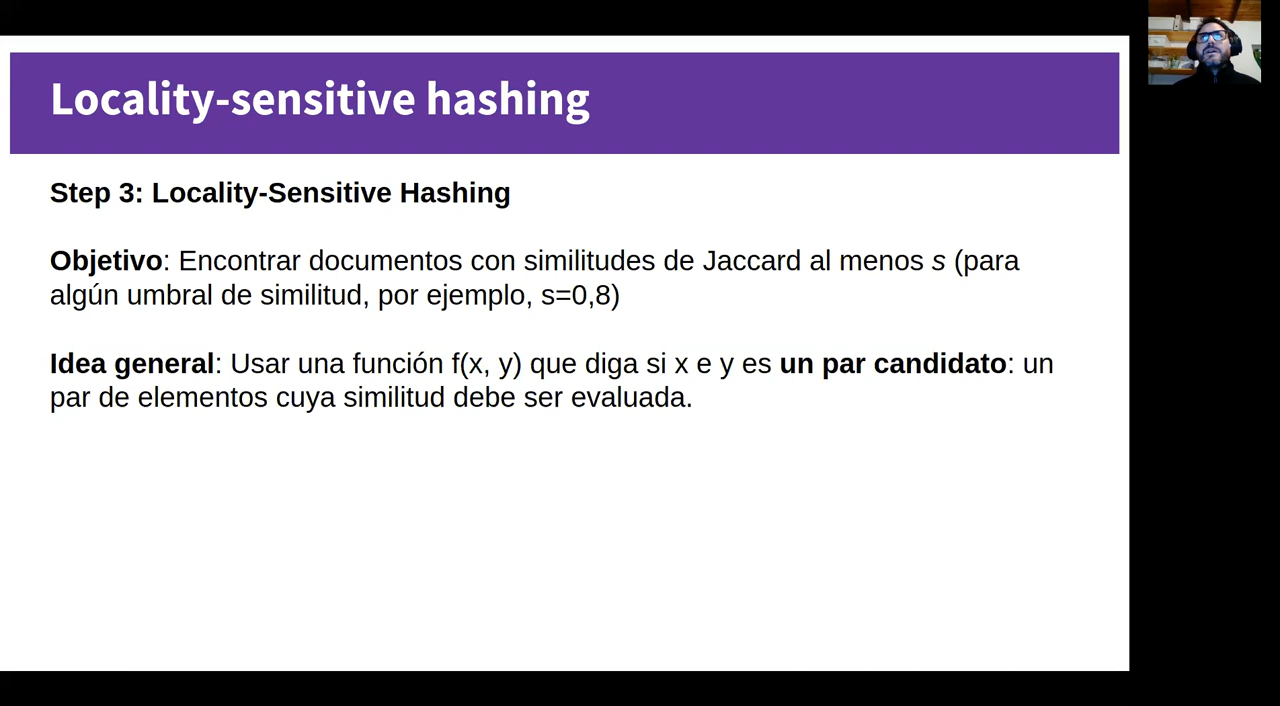 Locality-sensitive hashing
Step 3: Locality-Sensitive Hashing
Objetivo: Encontrar documentos con similitudes de Jaccard al menos s (para
algún umbral de similitud, por ejemplo, s=0,8)
Idea general: Usar una función f(x, y) que diga si x e y es un par candidato: un
par de elementos cuya similitud debe ser evaluada.